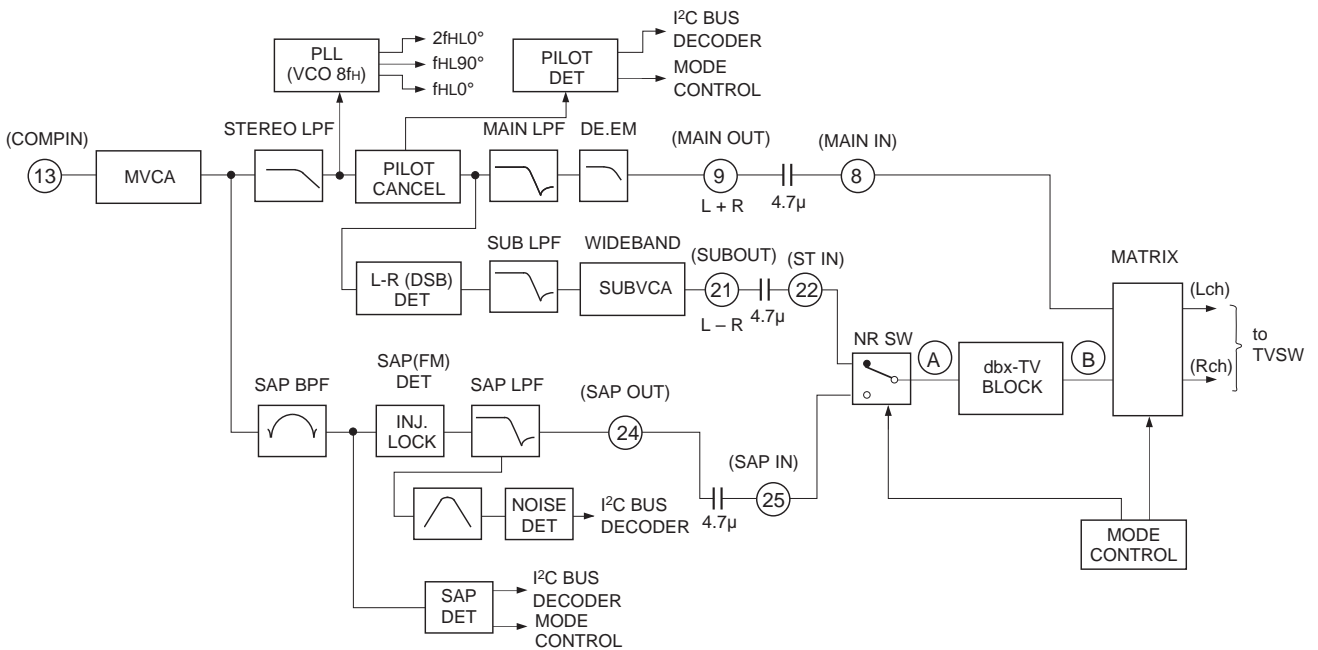 I²C BUS
DECODER
MODE
CONTROL
PLL
(VCO 8fH)
2fHL0°
fHL90°
fHL0°
PILOT
DET
(COMPIN)
STEREO LPF
MAIN LPF
DE.EM
(MAIN OUT)
(MAIN IN)
13
MVCA
PILOT
CANCEL
9
8
L + R
4.7µ
SUB LPF
WIDEBAND
(SUBOUT)
(ST IN)
MATRIX
L-R (DSB)
DET
SUBVCA
21
22
L – R
4.7µ
(Lch)
(Rch)
to
TVSW
NR SW
A
dbx-TV
BLOCK
B
SAP BPF
SAP(FM)
DET
SAP LPF
(SAP OUT)
INJ.
LOCK
24
(SAP IN)
25
4.7µ
NOISE
DET
I²C BUS
DECODER
MODE
CONTROL
SAP
DET
I²C BUS
DECODER
MODE
CONTROL